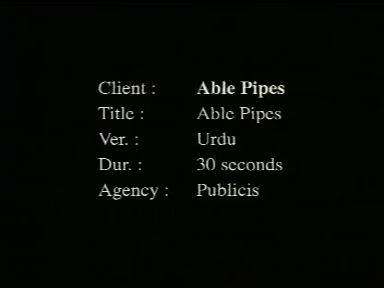 Client : Able Pipes
Title : Able Pipes
Ver. : Urdu
Dur. : 30 seconds
Agency : Publicis